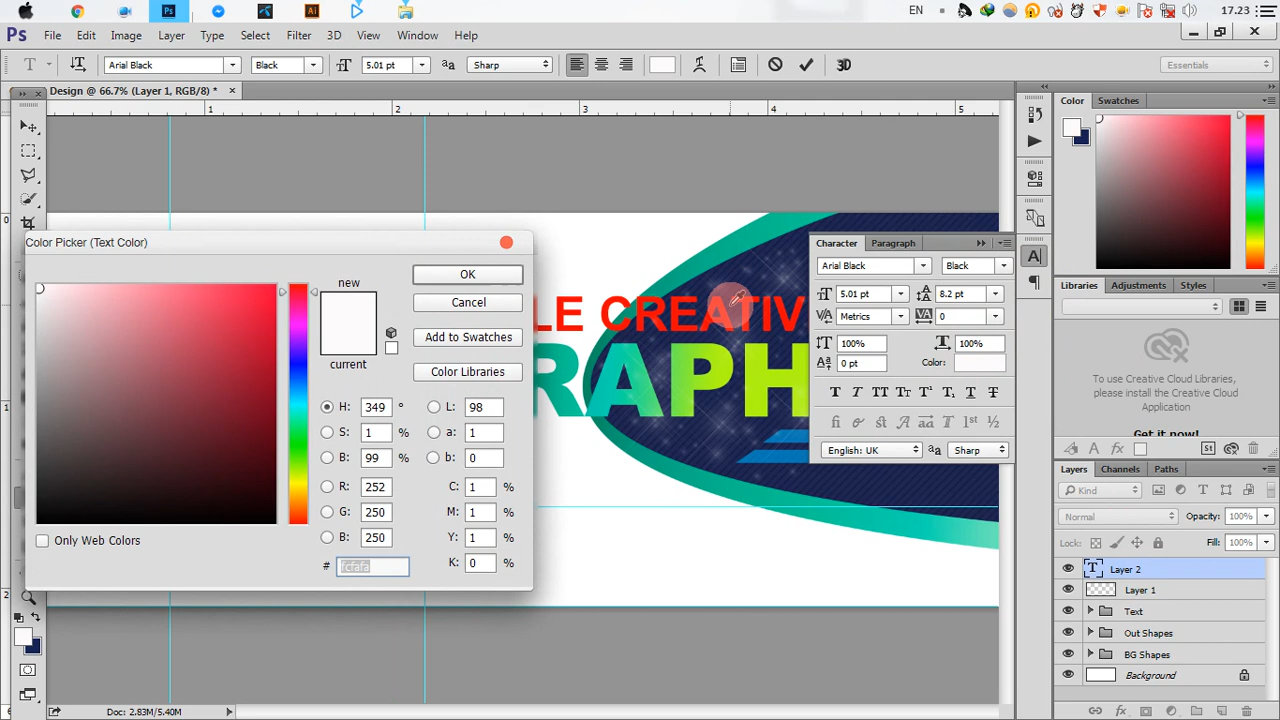 EN
17.23
Ps File Edit Image Layer Type Select Filter 3D View Window Help
T Arial Black Black 5.01 pt Sharp 3D Essentials
Design @ 66.7% (Layer 1, RGB/8) *
1 2 3 4 5
Color Swatches
Color Picker (Text Color)
new
current
OK
Cancel
Add to Swatches
Color Libraries
H: 349 ° L: 98
S: 1 % a: 1
B: 99 % b: 0
R: 252 C: 1 %
G: 250 M: 1 %
B: 250 Y: 1 %
# fcfafa K: 0 %
Only Web Colors
LE CREATIV
RAPH
Character Paragraph
Arial Black Black
5.01 pt 8.2 pt
Metrics 0
100% 100%
0 pt Color:
English: UK Sharp
Libraries Adjustments Styles
To use Creative Cloud Libraries,
please install the Creative Cloud
Application
Get it now!
Layers Channels Paths
Kind
Normal Opacity: 100%
Lock: Fill: 100%
Layer 2
Layer 1
Text
Out Shapes
BG Shapes
Background
Doc: 2.83M/5.40M